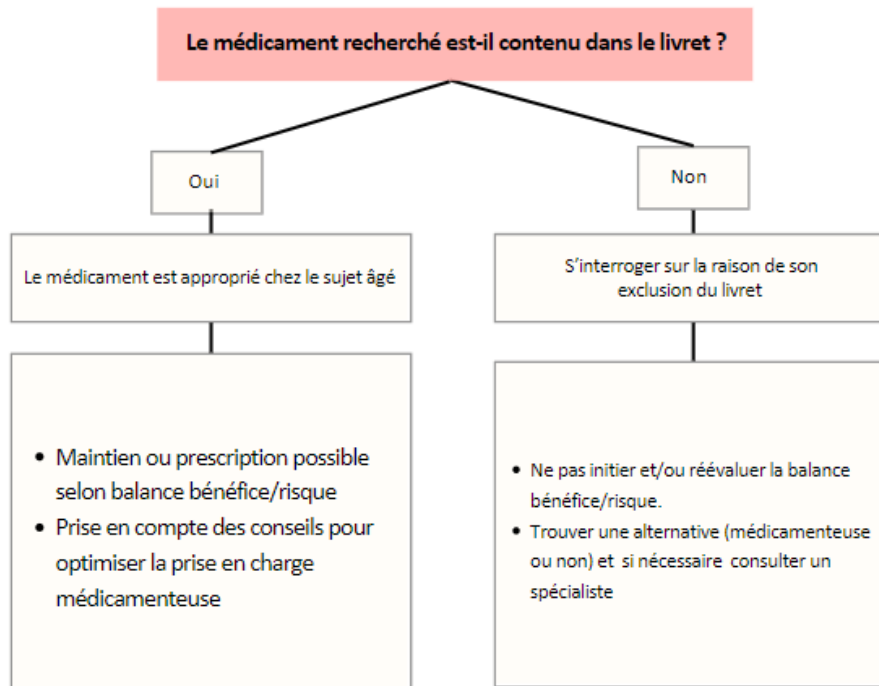 Le médicament recherché est-il contenu dans le livret ?
Oui
Non
Le médicament est approprié chez le sujet âgé
S'interroger sur la raison de son
exclusion du livret
• Maintien ou prescription possible
selon balance bénéfice/risque
• Prise en compte des conseils pour
optimiser la prise en charge
médicamenteuse
• Ne pas initier et/ou réévaluer la balance
bénéfice/risque.
• Trouver une alternative (médicamenteuse
ou non) et si nécessaire consulter un
spécialiste